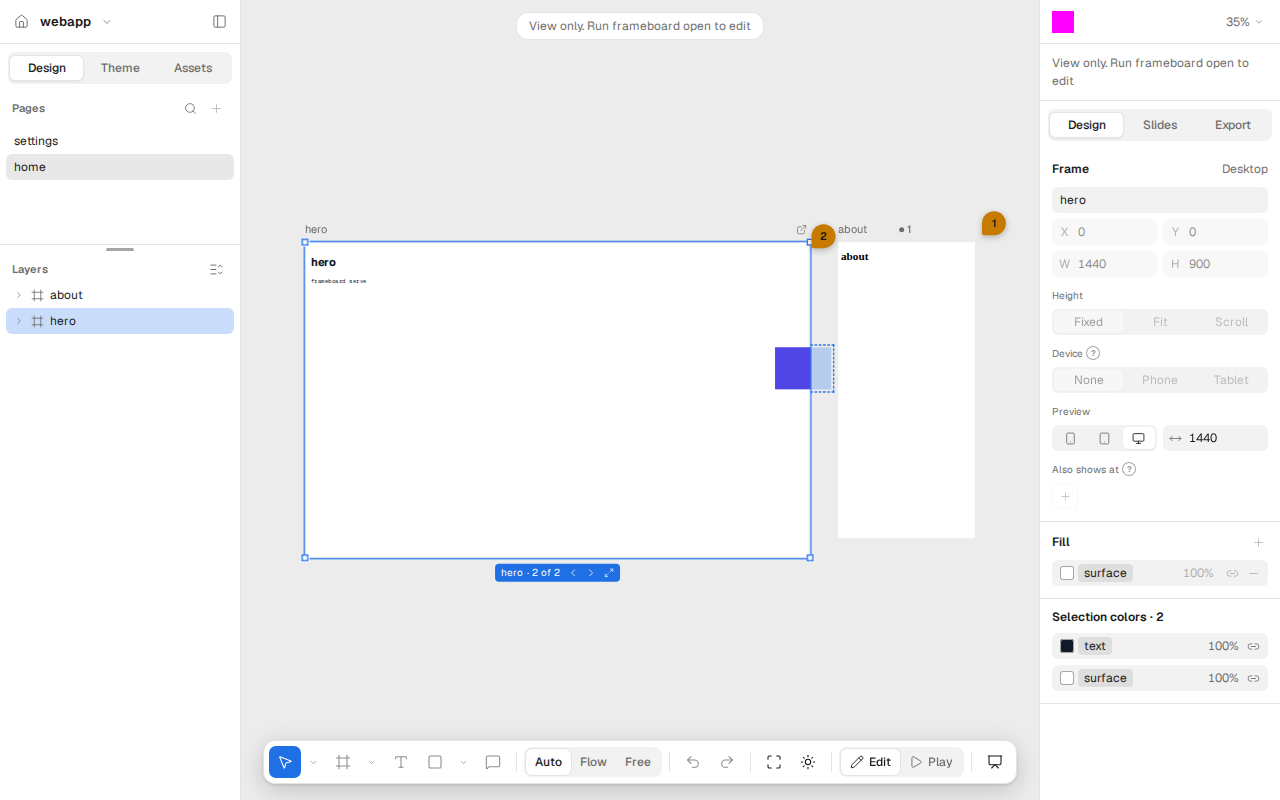 webapp
Design Theme Assets
Pages
settings
home
Layers
about
hero
View only. Run frameboard open to edit
hero
2
about
1
1
hero
frameboard serve
about
hero · 2 of 2
Auto Flow Free
Edit Play
35%
View only. Run frameboard open to
edit
Design Slides Export
Frame Desktop
hero
X 0 Y 0
W 1440 H 900
Height
Fixed Fit Scroll
Device ?
None Phone Tablet
Preview
1440
Also shows at ?
Fill
surface 100%
Selection colors · 2
text 100%
surface 100%